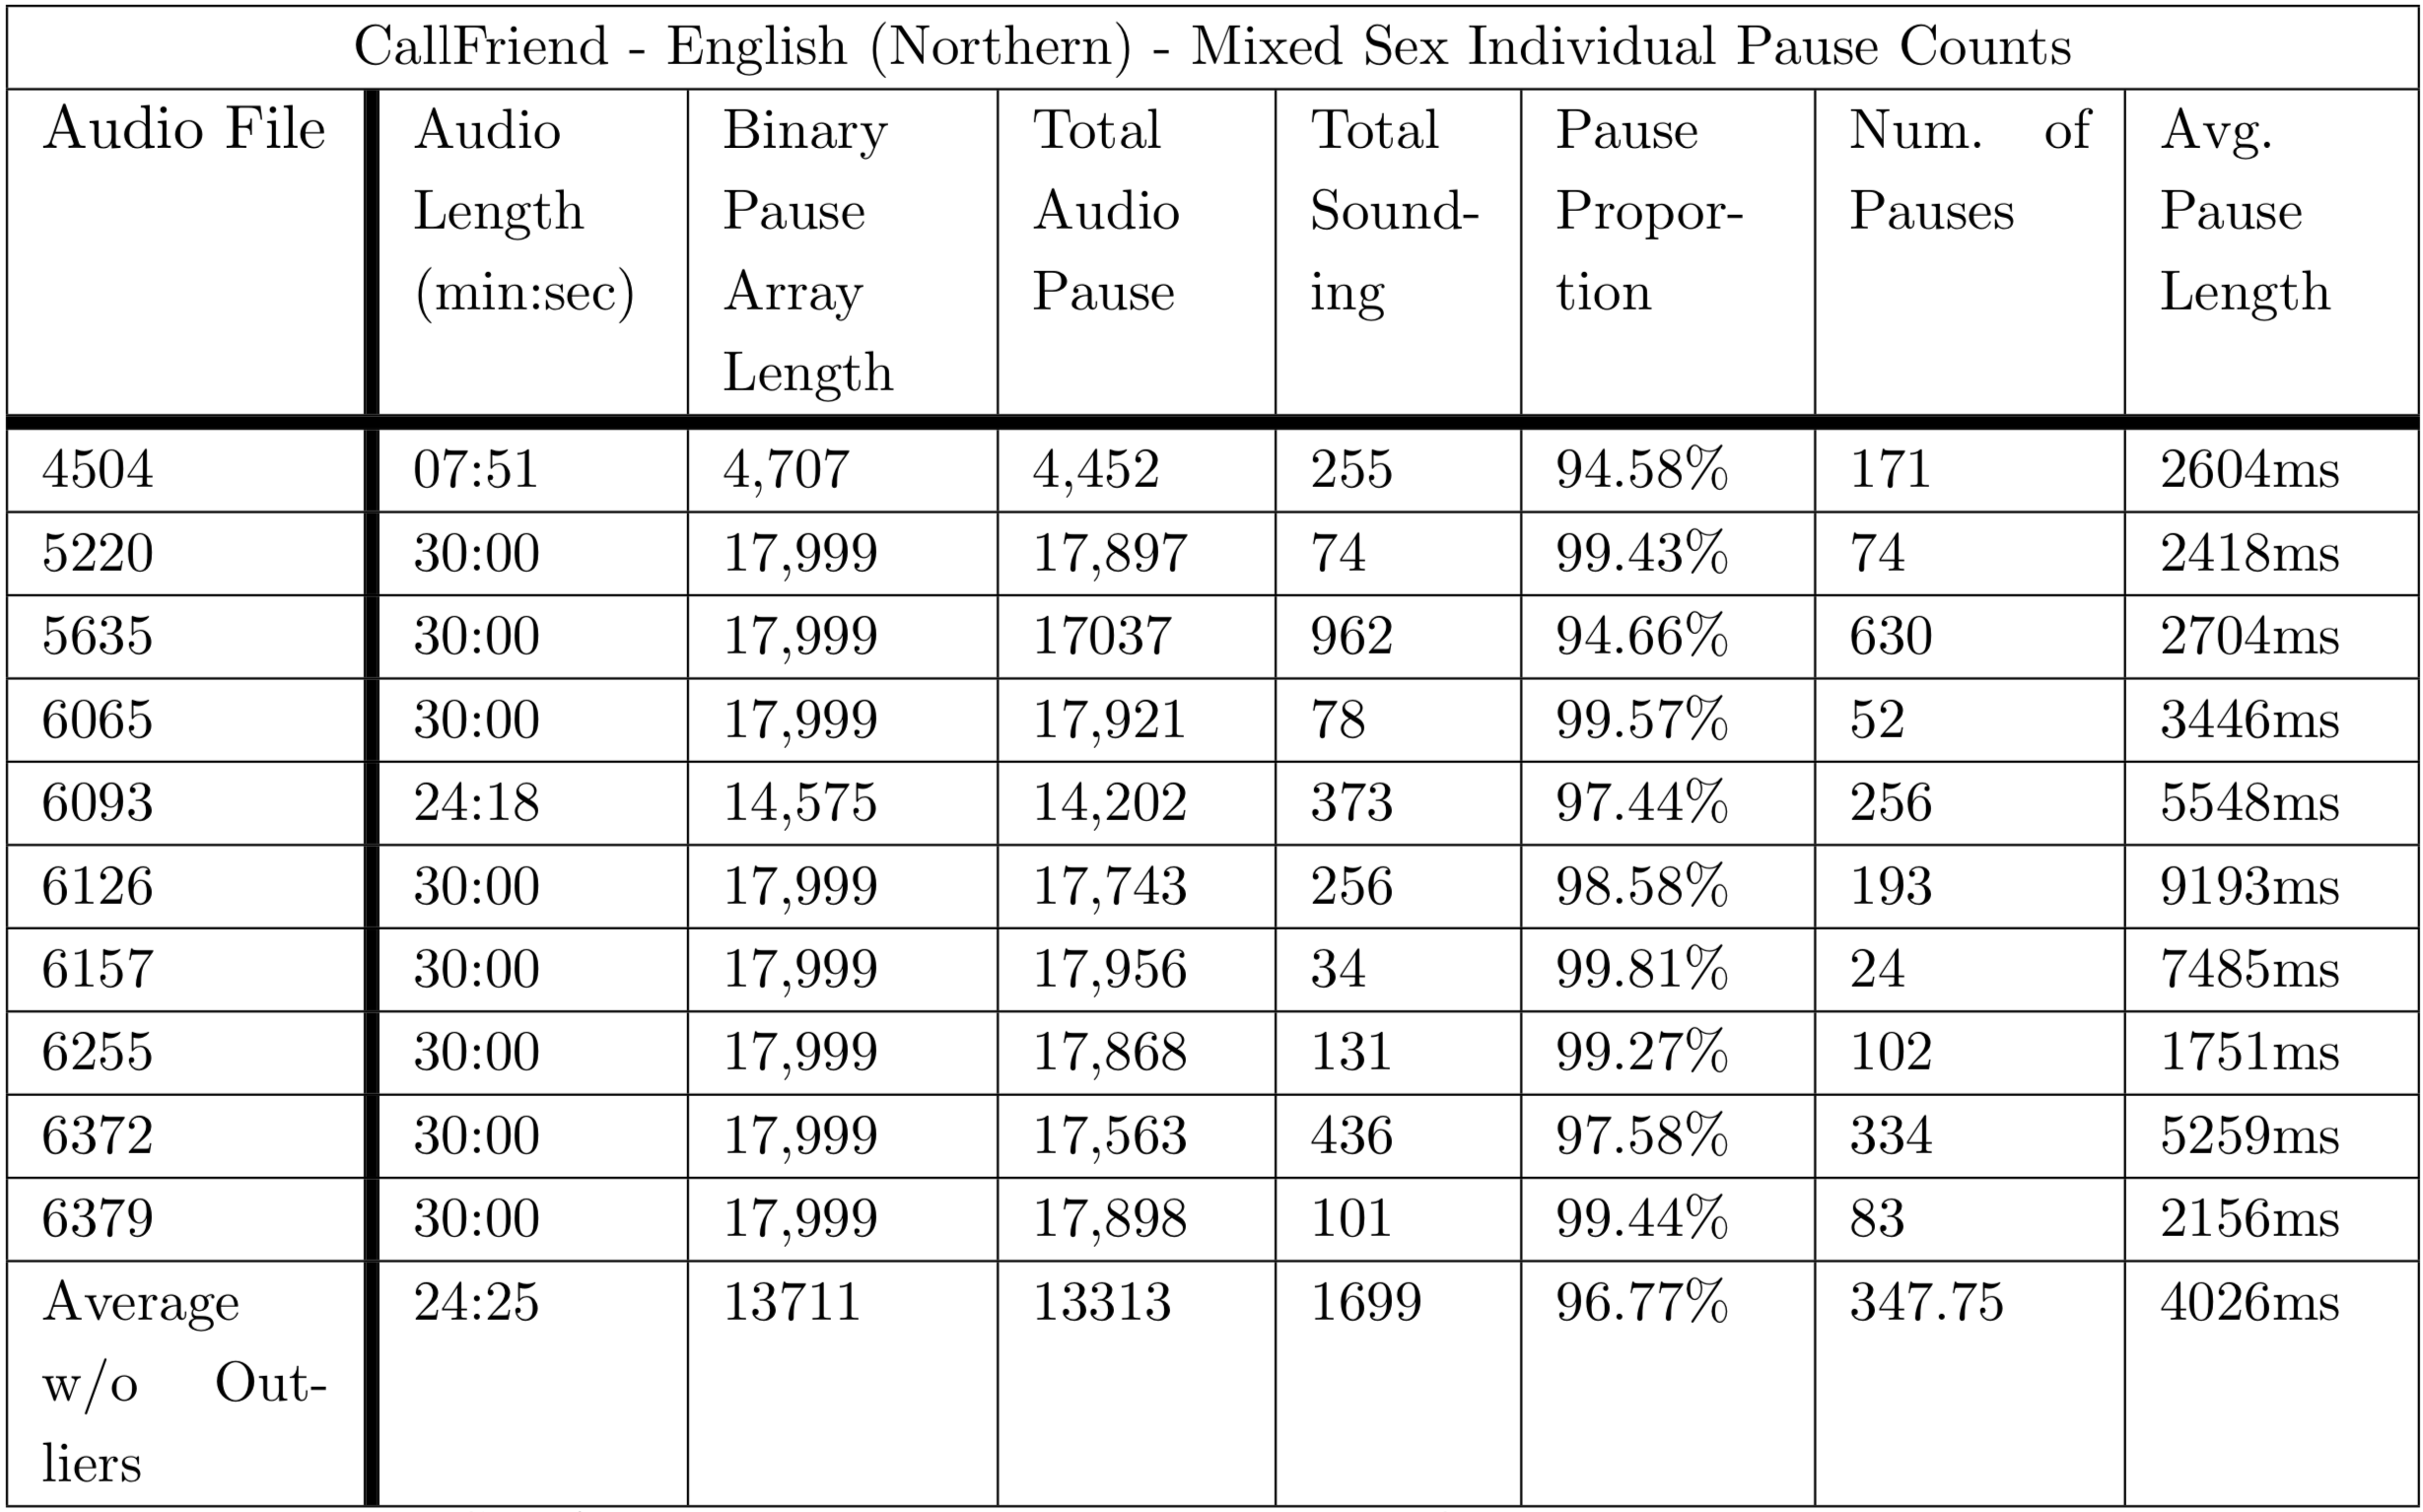 CallFriend - English (Northern) - Mixed Sex Individual Pause Counts
Audio File Audio Binary Total Total Pause Num. of Avg.
Length Pause Audio Sound- Propor- Pauses Pause
(min:sec) Array Pause ing tion Length
Length
4504 07:51 4,707 4,452 255 94.58% 171 2604ms
5220 30:00 17,999 17,897 74 99.43% 74 2418ms
5635 30:00 17,999 17037 962 94.66% 630 2704ms
6065 30:00 17,999 17,921 78 99.57% 52 3446ms
6093 24:18 14,575 14,202 373 97.44% 256 5548ms
6126 30:00 17,999 17,743 256 98.58% 193 9193ms
6157 30:00 17,999 17,956 34 99.81% 24 7485ms
6255 30:00 17,999 17,868 131 99.27% 102 1751ms
6372 30:00 17,999 17,563 436 97.58% 334 5259ms
6379 30:00 17,999 17,898 101 99.44% 83 2156ms
Average 24:25 13711 13313 1699 96.77% 347.75 4026ms
w/o Out-
liers